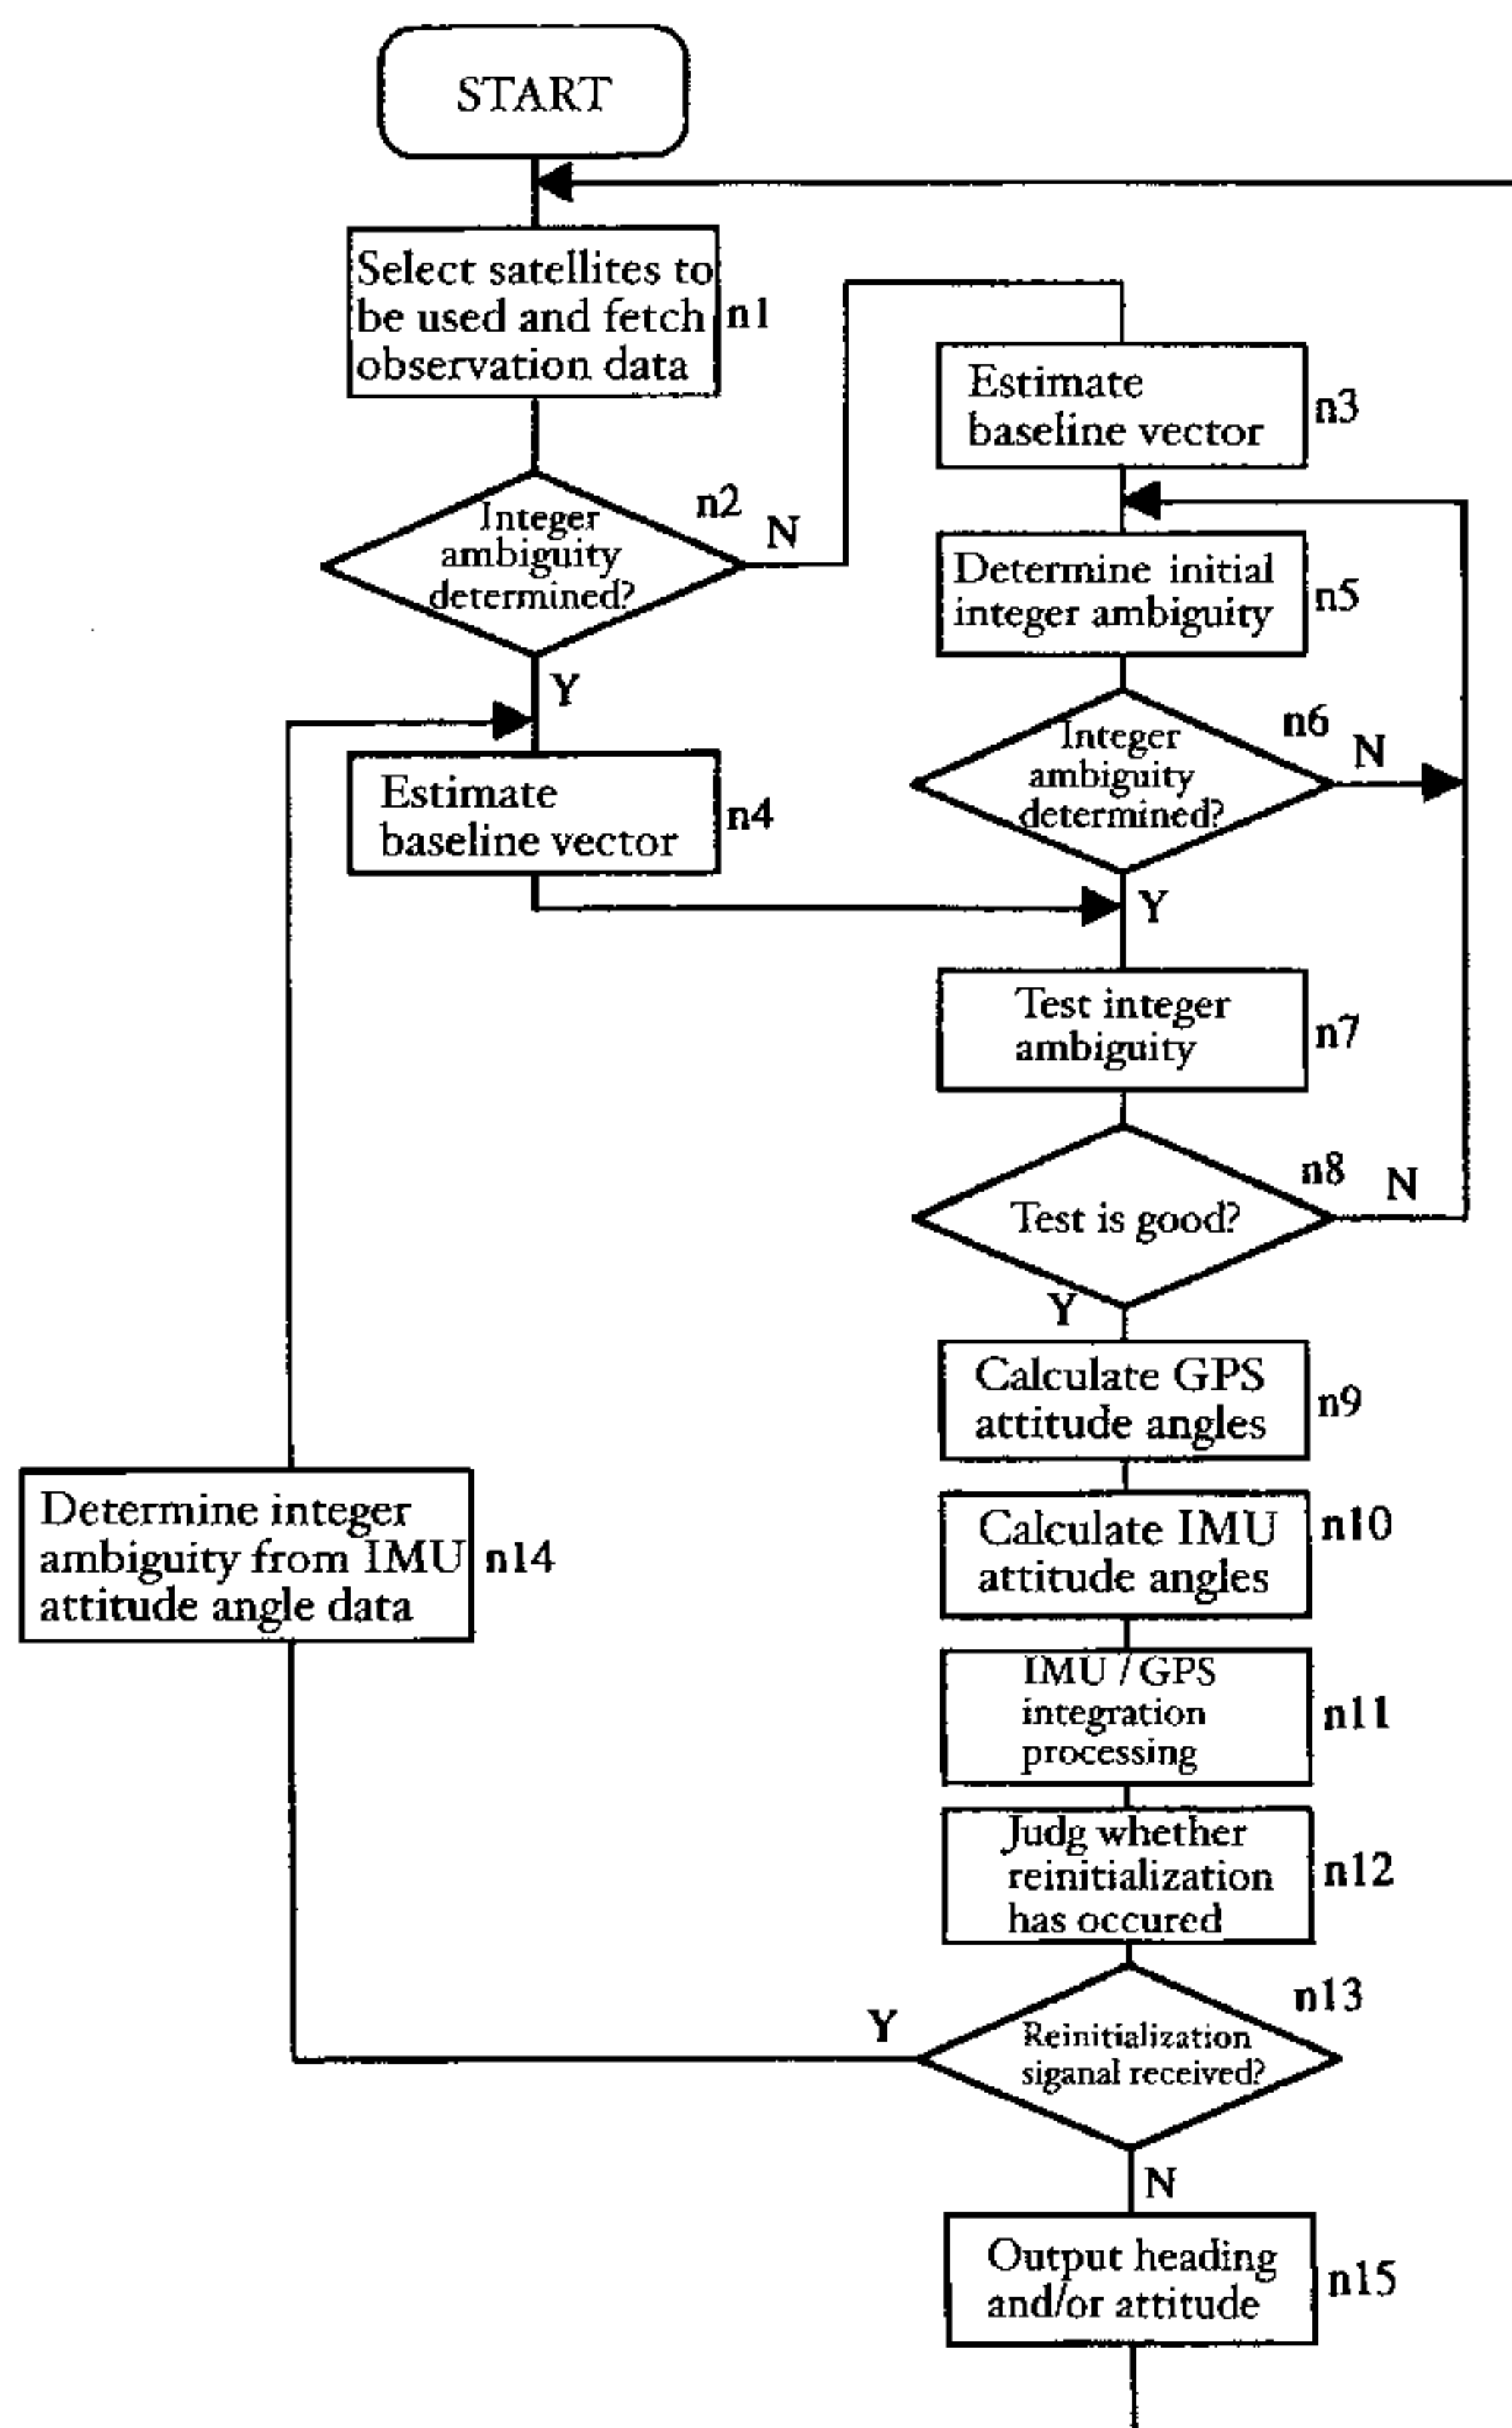 START
Select satellites to
be used and fetch
observation data
n1
Integer
ambiguity
determined?
n2
N
Y
Estimate
baseline vector
n3
Determine initial
integer ambiguity
n5
Integer
ambiguity
determined?
n6
N
Y
Estimate
baseline vector
n4
Test integer
ambiguity
n7
Test is good?
n8
N
Y
Calculate GPS
attitude angles
n9
Calculate IMU
attitude angles
n10
IMU / GPS
integration
processing
n11
Judg whether
reinitialization
has occured
n12
Reinitialization
siganal received?
n13
Y
N
Determine integer
ambiguity from IMU
attitude angle data
n14
Output heading
and/or attitude
n15